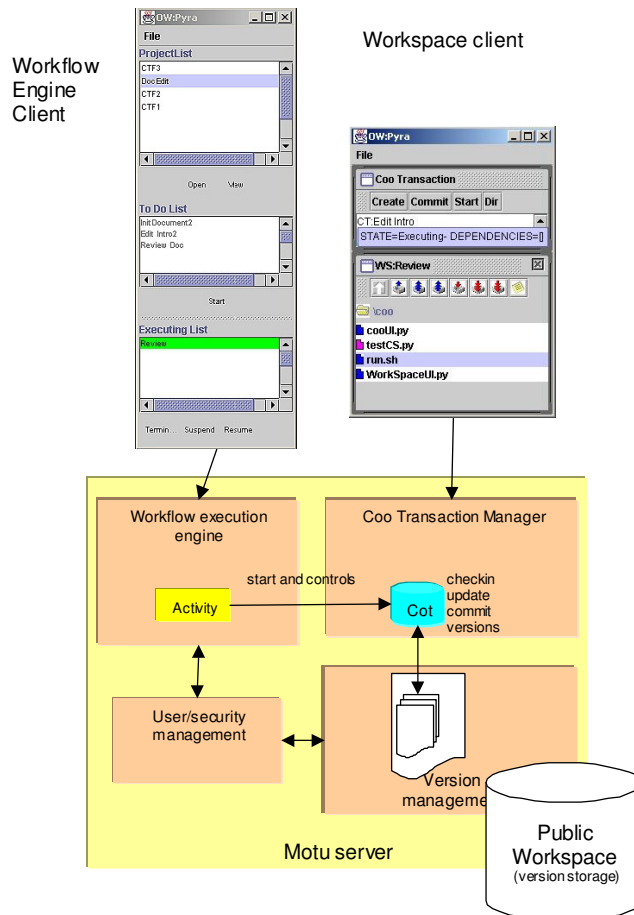 Workflow
Engine
Client
OW:Pyra
File
ProjectList
CTF3
DocEdit
CTF2
CTF1
Open View
To Do List
InitDocument2
Edit Intro2
Review Doc
Start
Executing List
Review
Termin... Suspend Resume
Workspace client
OW:Pyra
File
Coo Transaction
Create Commit Start Dir
CT:Edit Intro
STATE=Executing- DEPENDENCIES=[]
WS:Review
\coo
cooUI.py
testCS.py
run.sh
WorkSpaceUI.py
Workflow execution
engine
Coo Transaction Manager
start and controls
Activity
Cot
checkin
update
commit
versions
User/security
management
Version
management
Motu server
Public
Workspace
(version storage)